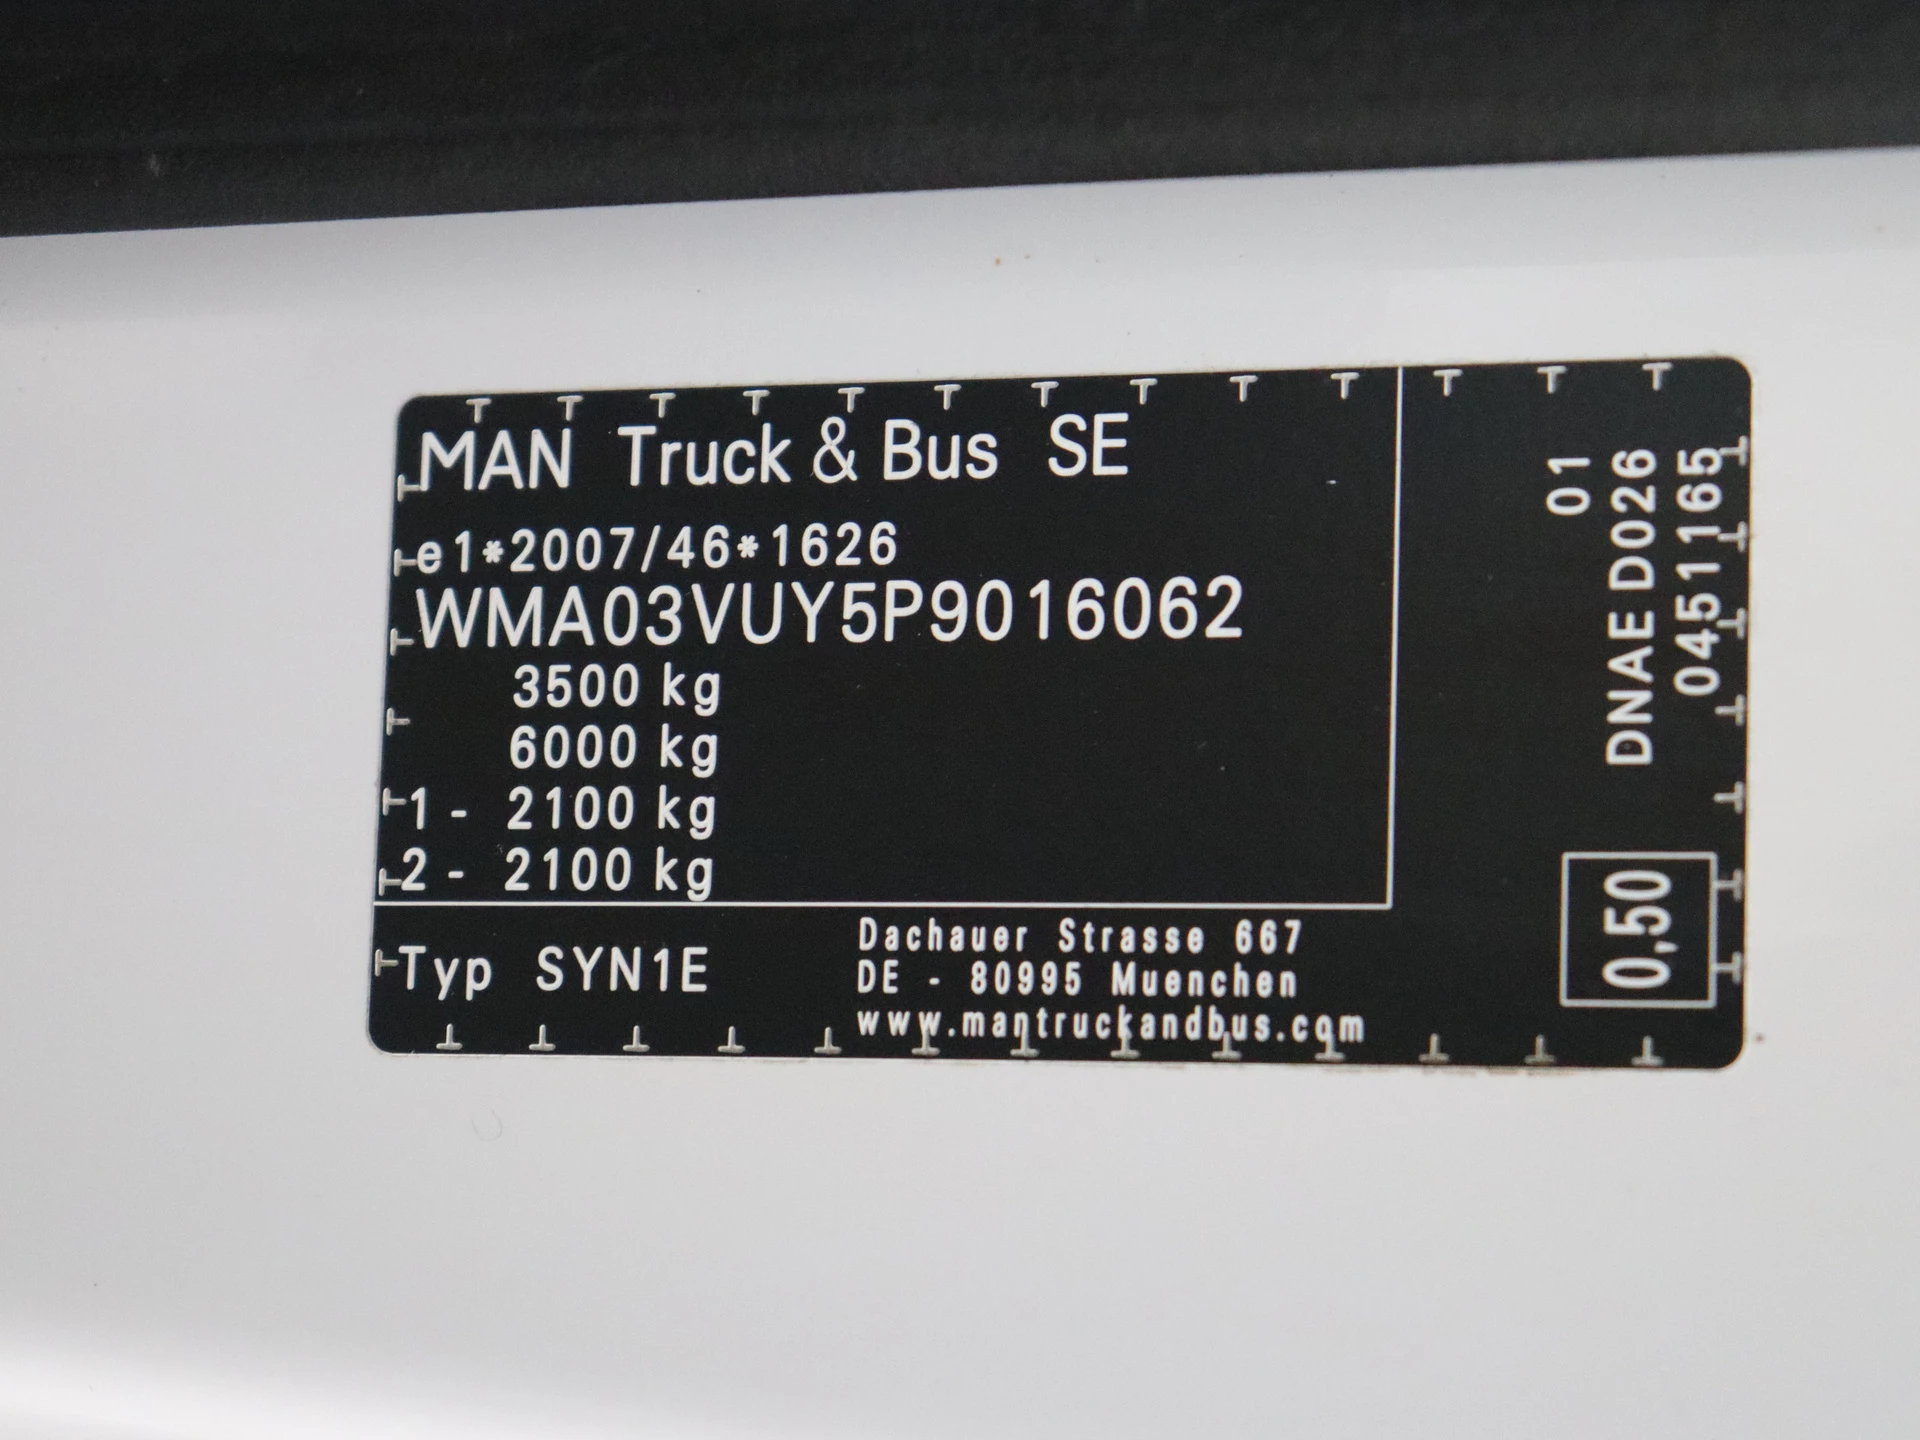 MAN Truck & Bus SE
e1*2007/46*1626
WMA03VUY5P9016062
3500 kg
6000 kg
1 - 2100 kg
2 - 2100 kg
Typ SYN1E
Dachauer Strasse 667
DE - 80995 Muenchen
www.mantruckandbus.com
01
DNAE D026
0451165
0,50